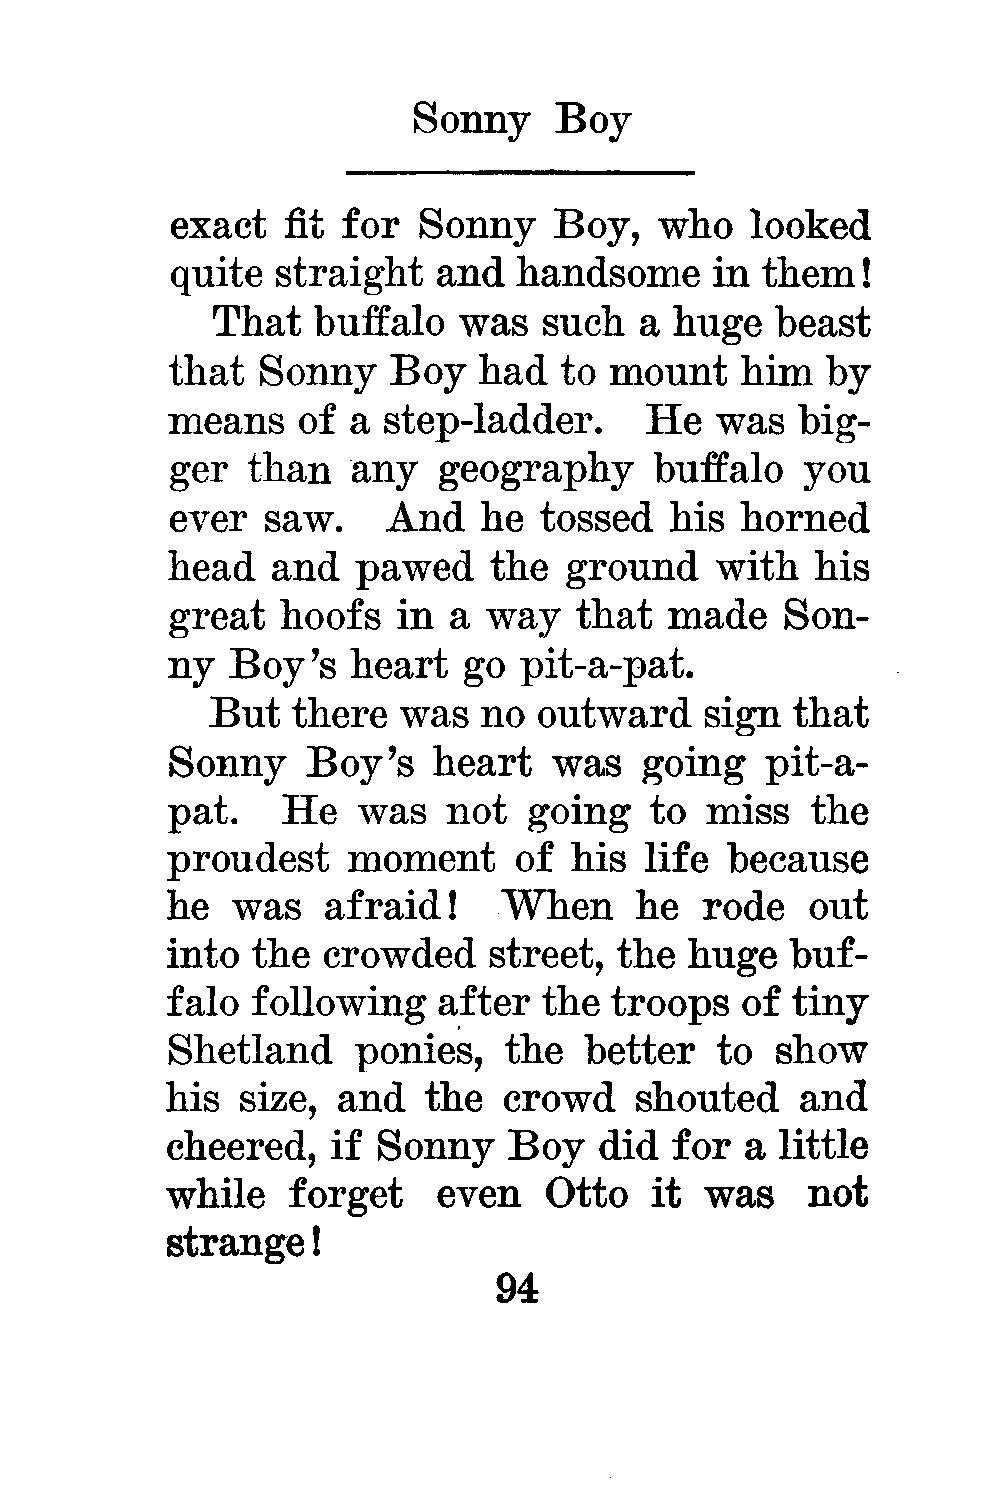 Sonny Boy
exact fit for Sonny Boy, who looked
quite straight and handsome in them!
That buffalo was such a huge beast
that Sonny Boy had to mount him by
means of a step-ladder. He was big-
ger than any geography buffalo you
ever saw. And he tossed his horned
head and pawed the ground with his
great hoofs in a way that made Son-
ny Boy's heart go pit-a-pat.
But there was no outward sign that
Sonny Boy's heart was going pit-a-
pat. He was not going to miss the
proudest moment of his life because
he was afraid! When he rode out
into the crowded street, the huge buf-
falo following after the troops of tiny
Shetland ponies, the better to show
his size, and the crowd shouted and
cheered, if Sonny Boy did for a little
while forget even Otto it was not
strange!
94